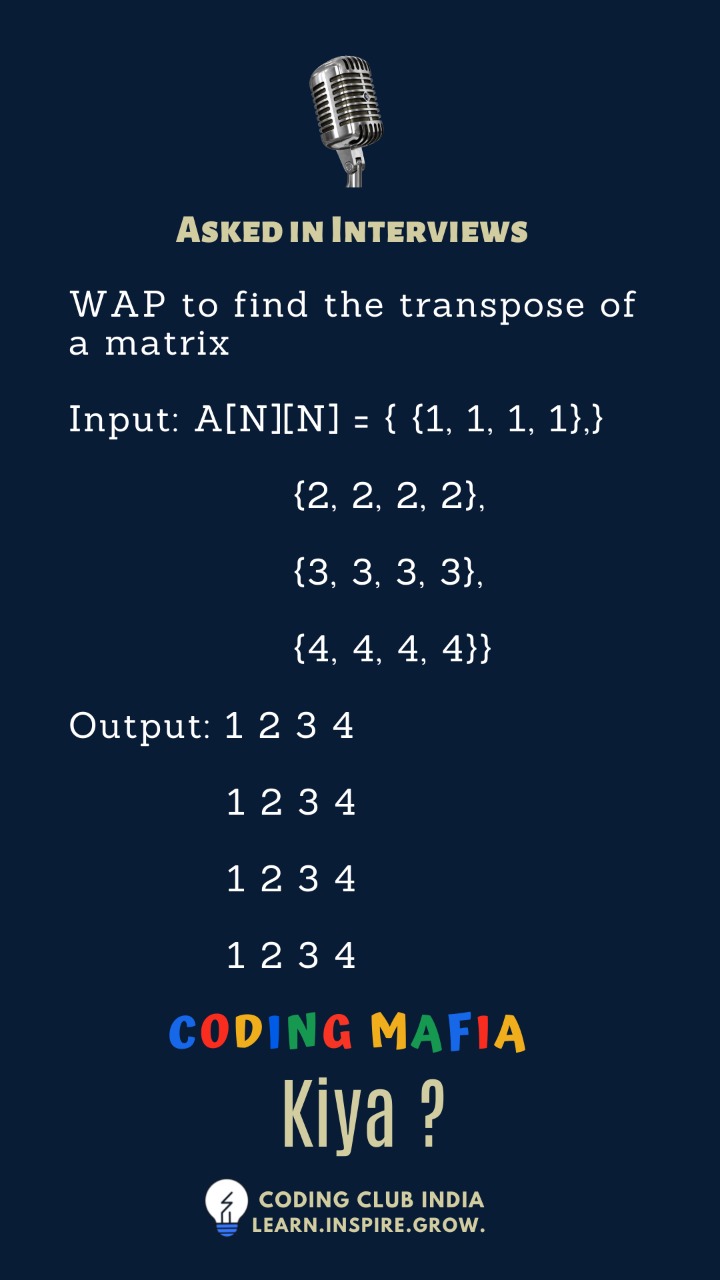 Asked in Interviews
WAP to find the transpose of
a matrix
Input: A[N][N] = { {1, 1, 1, 1},}
{2, 2, 2, 2},
{3, 3, 3, 3},
{4, 4, 4, 4}}
Output: 1 2 3 4
1 2 3 4
1 2 3 4
1 2 3 4
CODING MAFIA
Kiya ?
CODING CLUB INDIA
LEARN.INSPIRE.GROW.